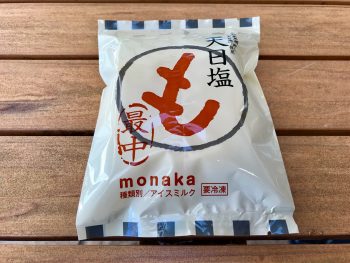 天日塩
も
最中
monaka
種類別/アイスミルク
要冷凍